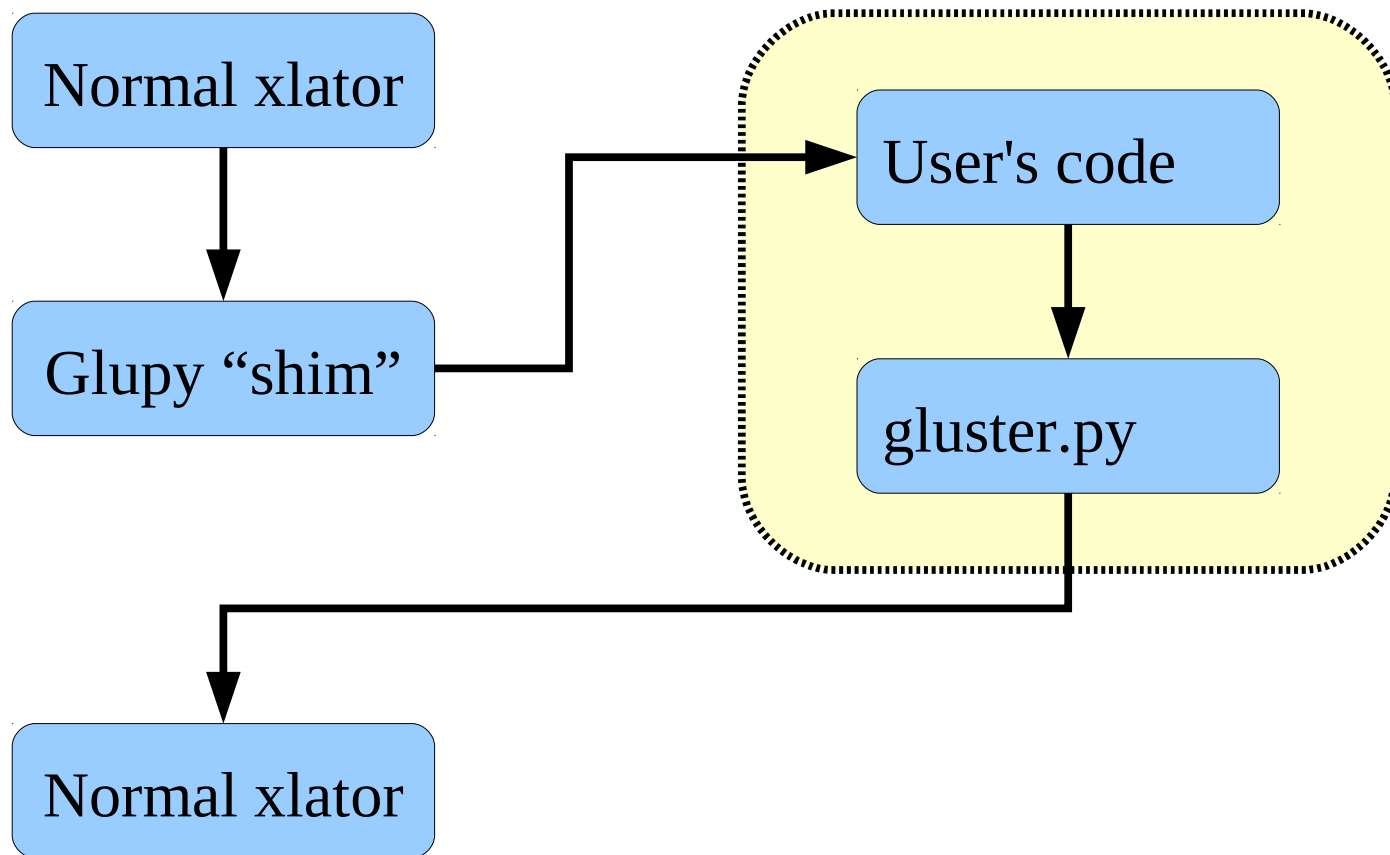 Normal xlator
User's code
Glupy “shim”
gluster.py
Normal xlator